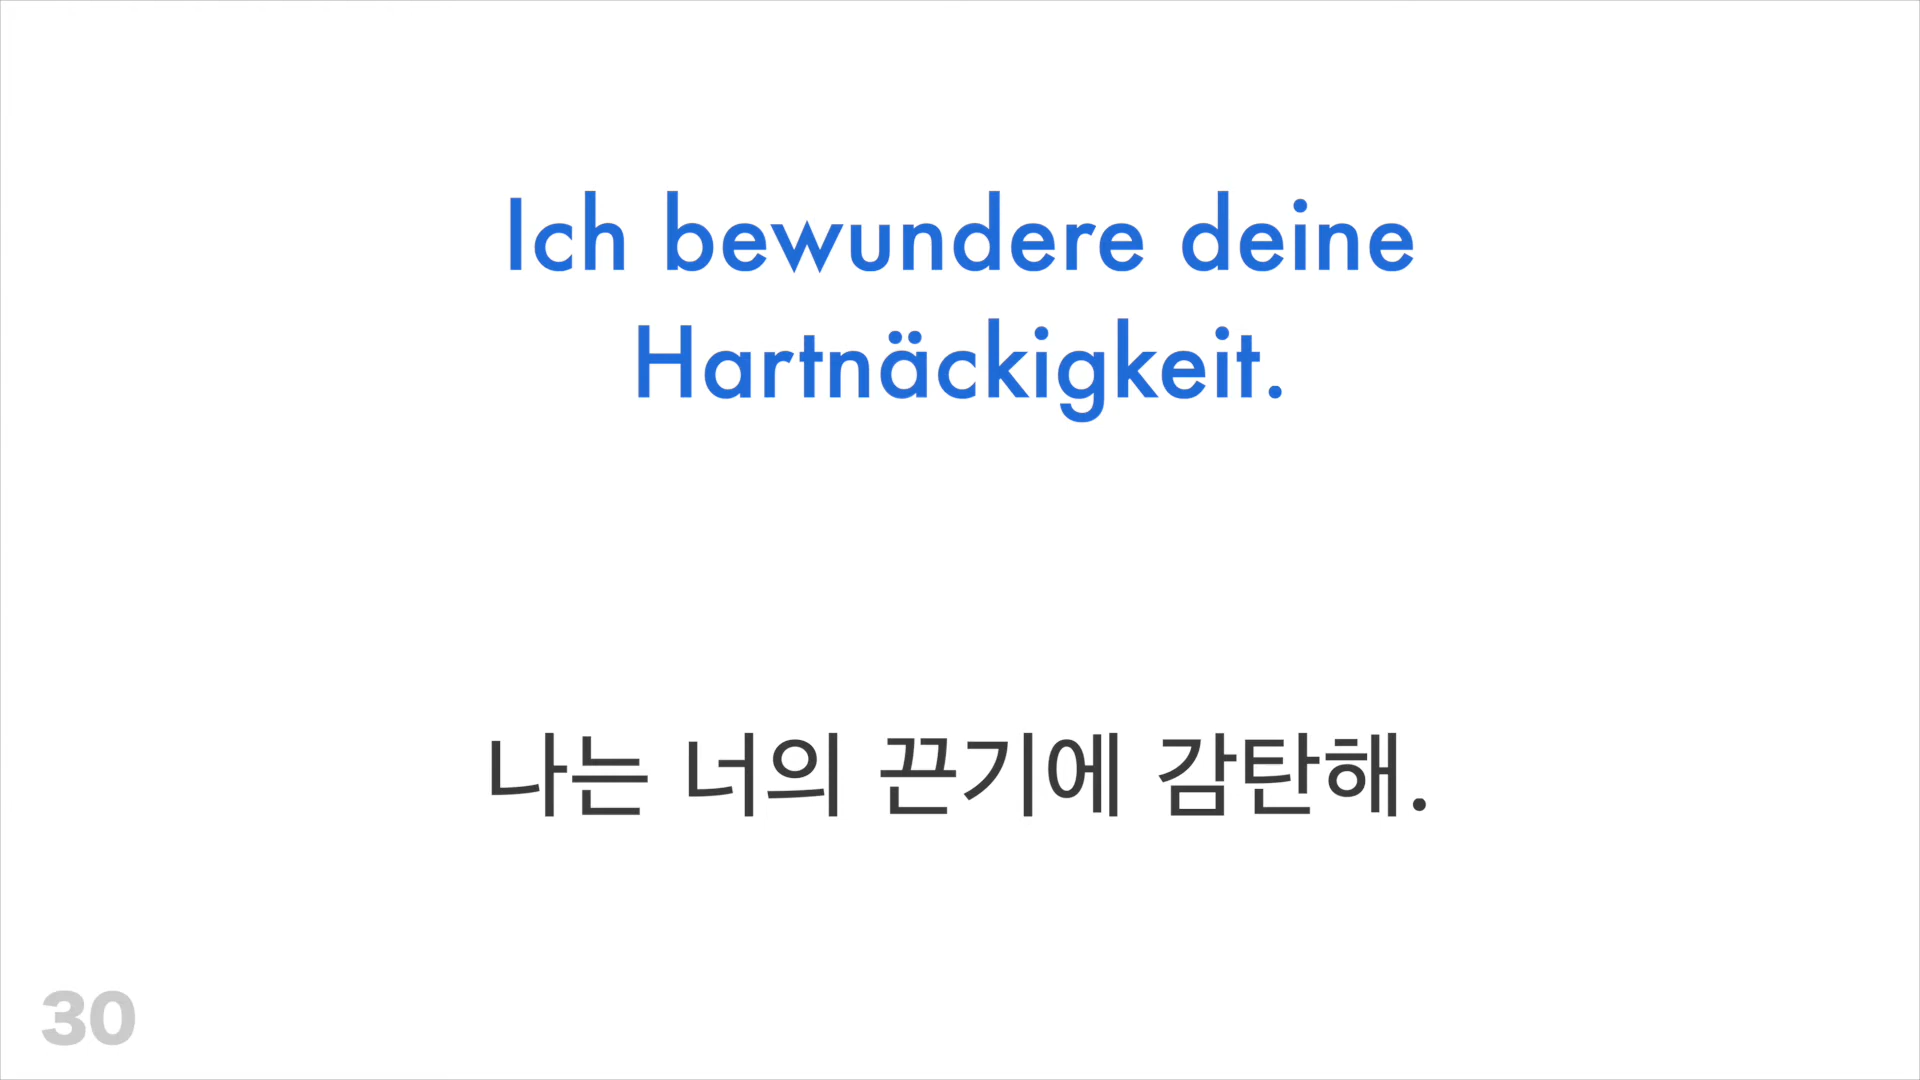 Ich bewundere deine
Hartnäckigkeit.
나는 너의 끈기에 감탄해.
30